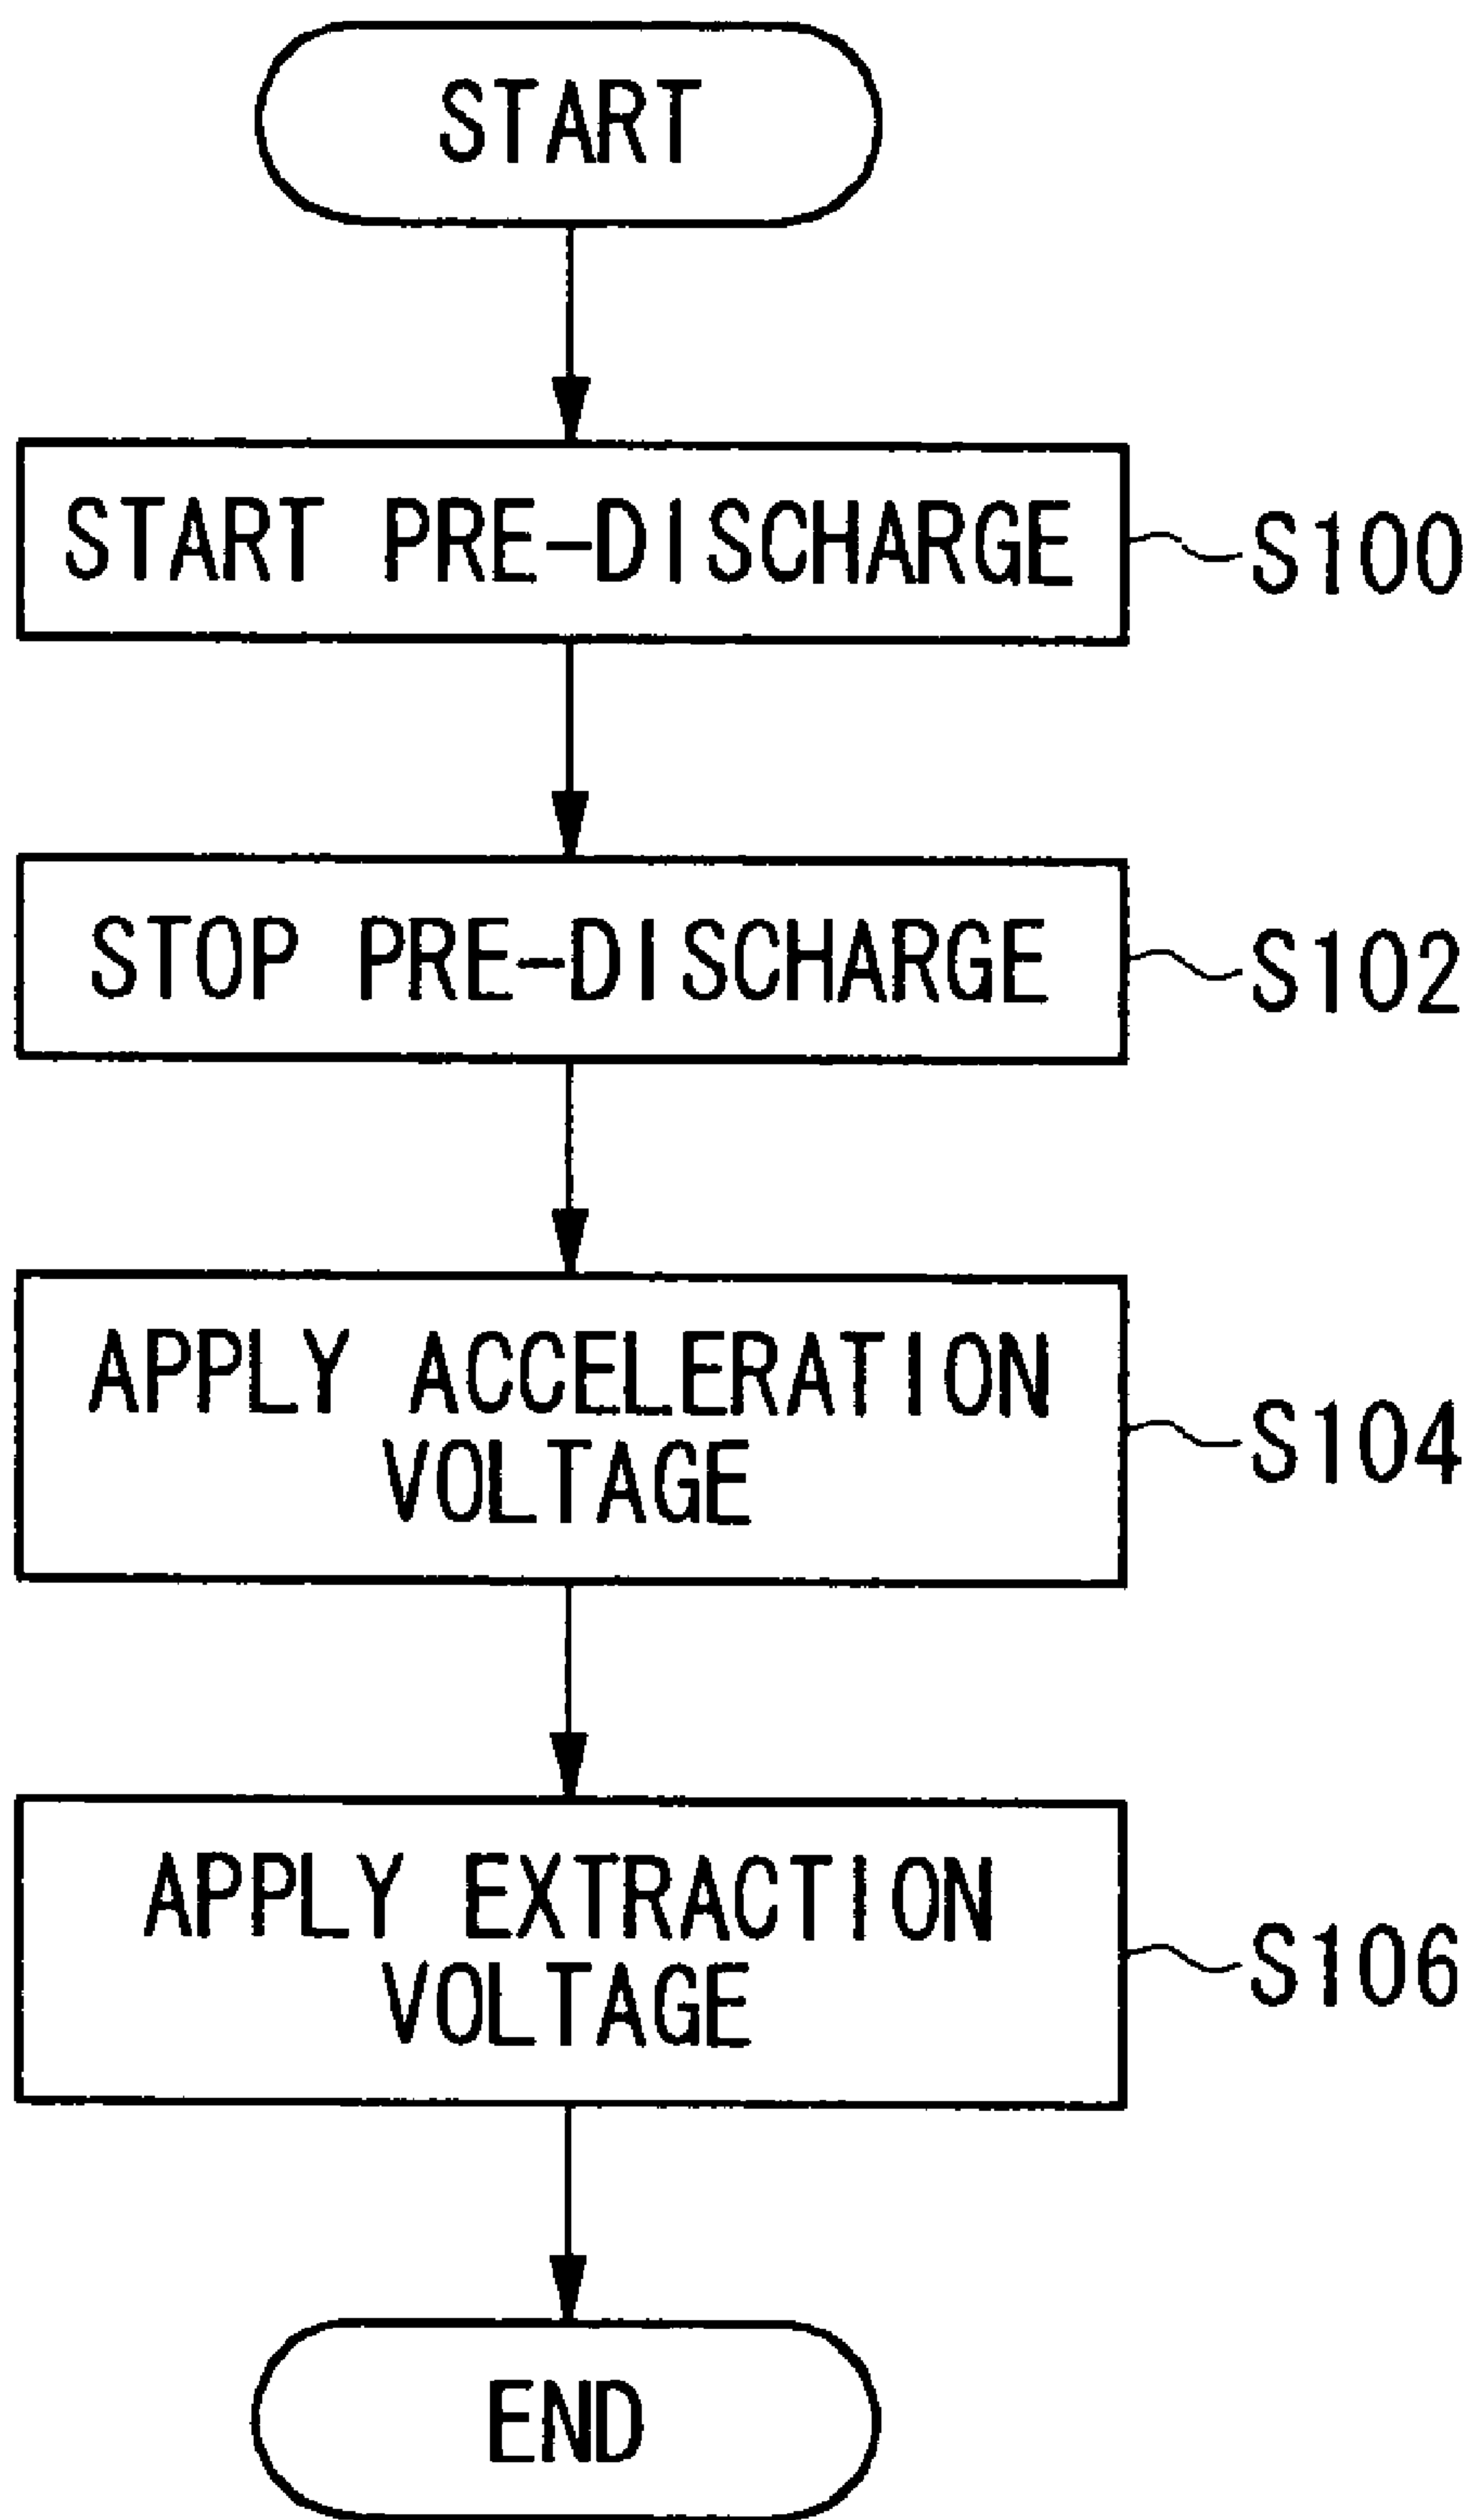 START
START PRE-DISCHARGE
S100
STOP PRE-DISCHARGE
S102
APPLY ACCELERATION
VOLTAGE
S104
APPLY EXTRACTION
VOLTAGE
S106
END